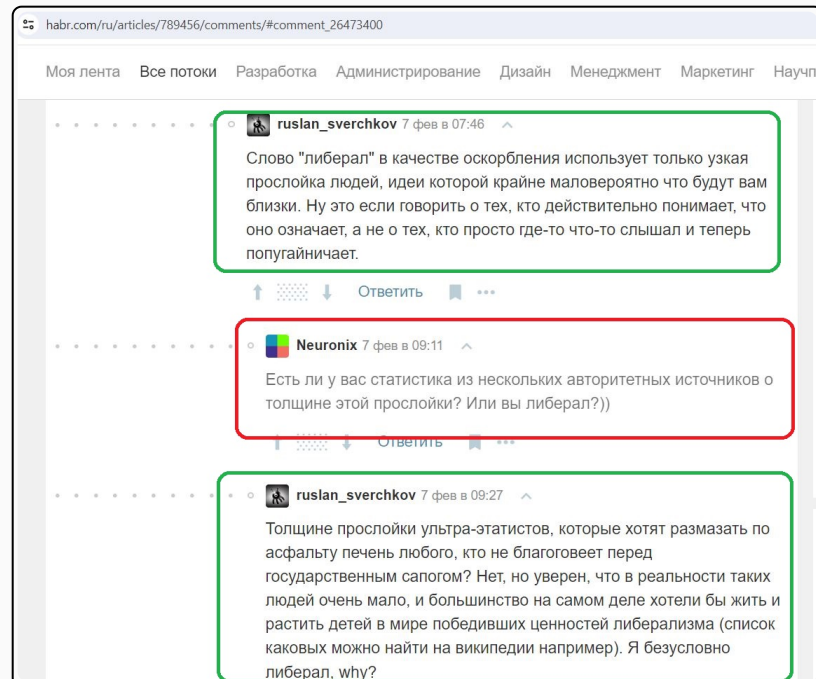 habr.com/ru/articles/789456/comments/#comment_26473400
Моя лента Все потоки Разработка Администрирование Дизайн Менеджмент Маркетинг Научп
ruslan_sverchkov 7 фев в 07:46
Слово "либерал" в качестве оскорбления использует только узкая
прослойка людей, идеи которой крайне маловероятно что будут вам
близки. Ну это если говорить о тех, кто действительно понимает, что
оно означает, а не о тех, кто просто где-то что-то слышал и теперь
попугайничает.
Ответить
Neuronix 7 фев в 09:11
Есть ли у вас статистика из нескольких авторитетных источников о
толщине этой прослойки? Или вы либерал?))
Ответить
ruslan_sverchkov 7 фев в 09:27
Толщине прослойки ультра-этатистов, которые хотят размазать по
асфальту печень любого, кто не благоговеет перед
государственным сапогом? Нет, но уверен, что в реальности таких
людей очень мало, и большинство на самом деле хотели бы жить и
растить детей в мире победивших ценностей либерализма (список
каковых можно найти на википедии например). Я безусловно
либерал, why?